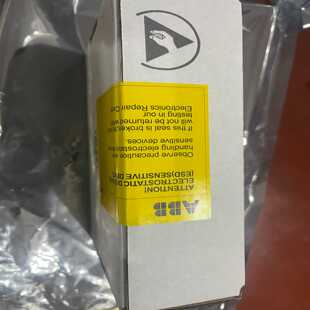 ABB
ATTENTION!
ELECTROSTATIC
(ESD)SENSITIVE
Observe precaution
handling electrostatic
sensitive devices.
If this seal is broken,
will not be returned
testing in our
Electronics Repair